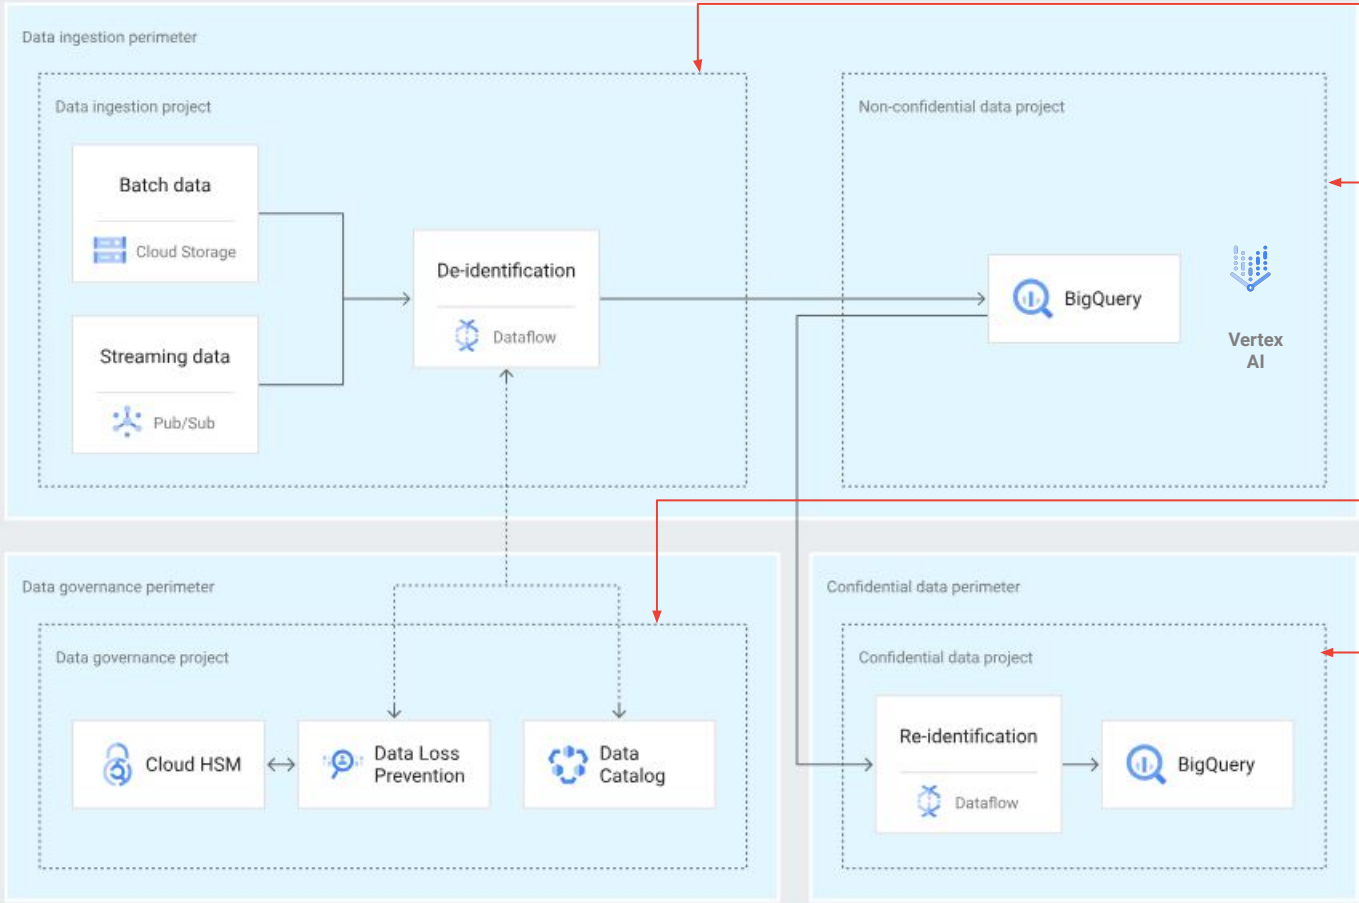 Data ingestion perimeter
Data ingestion project
Non-confidential data project
Batch data
Cloud Storage
De-identification
Dataflow
Streaming data
Pub/Sub
BigQuery
Vertex
AI
Data governance perimeter
Data governance project
Cloud HSM
Data Loss
Prevention
Data
Catalog
Confidential data perimeter
Confidential data project
Re-identification
Dataflow
BigQuery